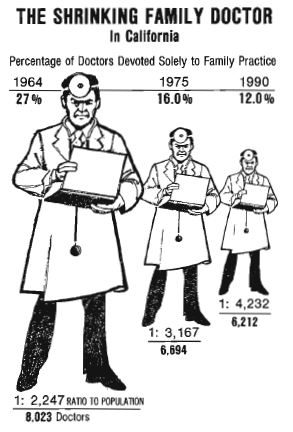 THE SHRINKING FAMILY DOCTOR
In California
Percentage of Doctors Devoted Solely to Family Practice
1964 1975 1990
27% 16.0% 12.0%
1: 4,232
6,212
1: 3,167
6,694
1: 2,247 RATIO TO POPULATION
8,023 Doctors